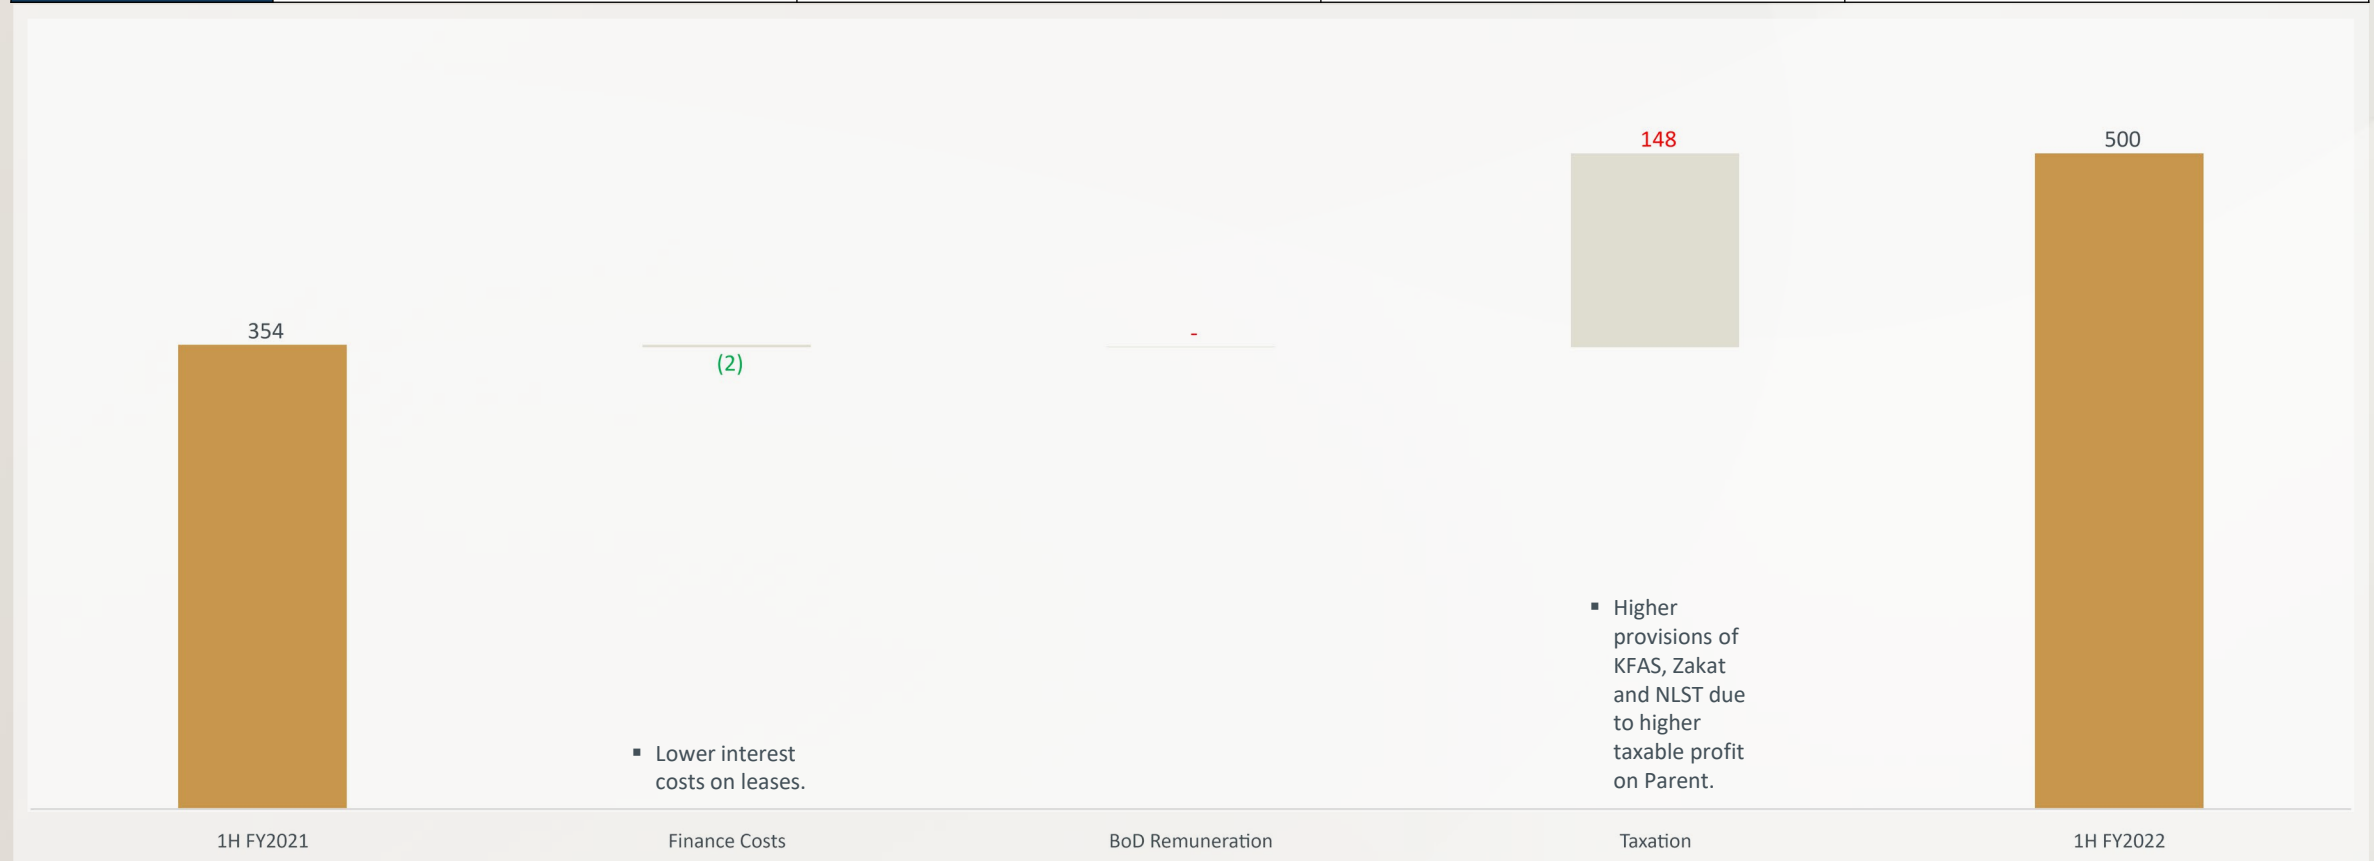 148
500
354
-
(2)
▪ Higher
provisions of
KFAS, Zakat
and NLST due
to higher
taxable profit
on Parent.
▪ Lower interest
costs on leases.
1H FY2021
Finance Costs
BoD Remuneration
Taxation
1H FY2022